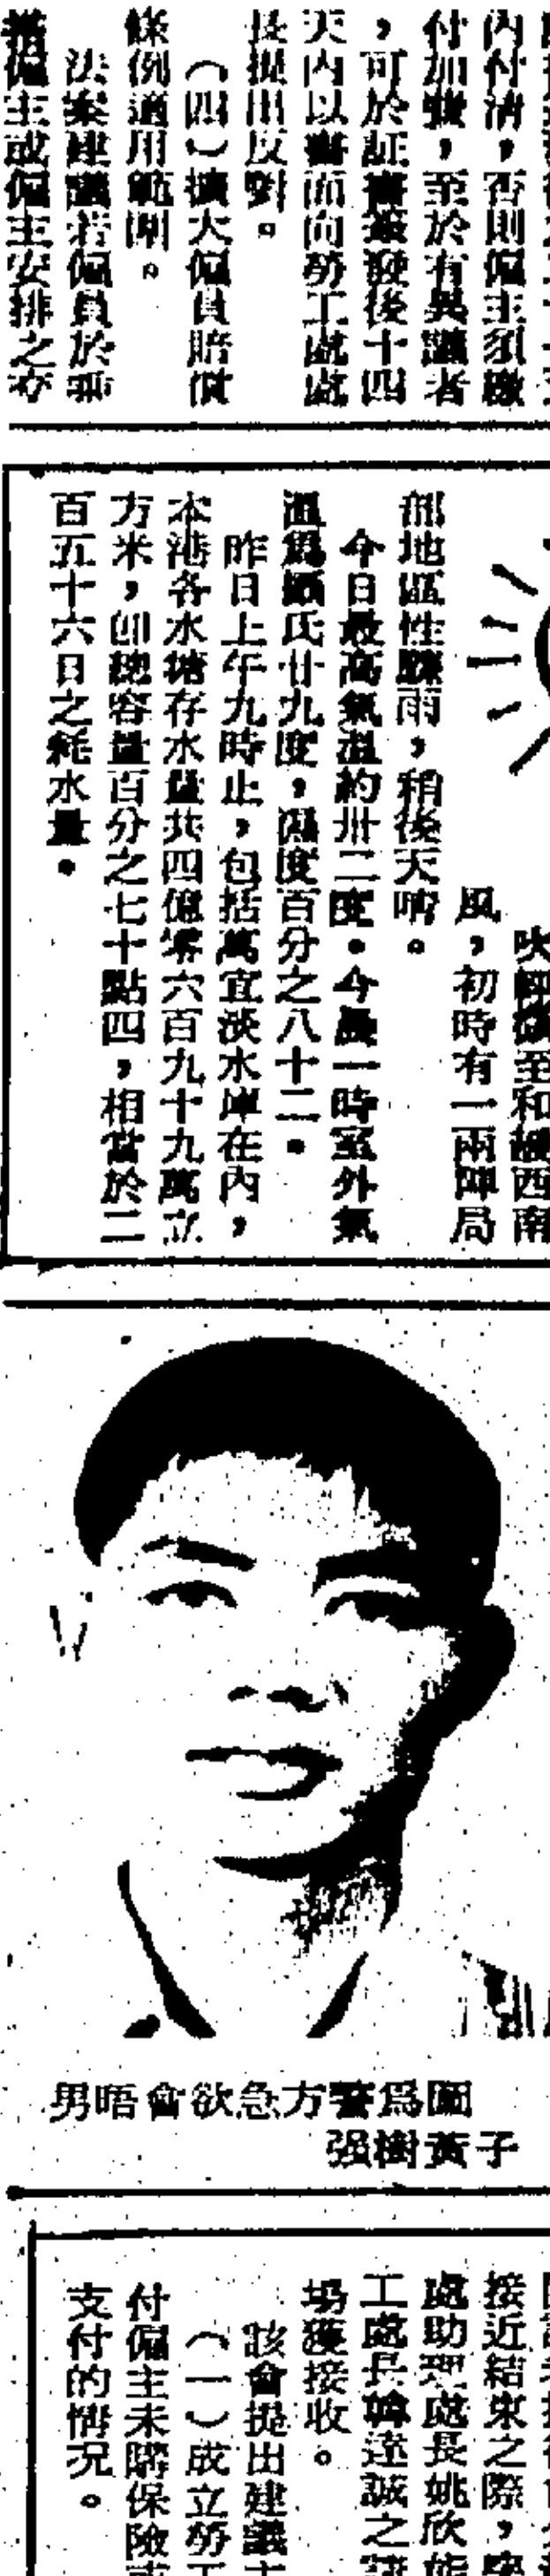 內付清，否則僱主須繳
付加費，至於有異議者
，可於証書簽發後十四
天內以書面向勞工處處
長提出反對。
（四）擴大僱員賠償
條例適用範圍。
法案建議若僱員於乘
搭僱主或僱主安排之交
吹輕微至和緩西南
風，初時有一兩陣局
部地區性驟雨，稍後天晴。
今日最高氣溫約卅二度。今晨一時室外氣
溫爲攝氏廿九度，濕度百分之八十二。
昨日上午九時止，包括萬宜淡水庫在內，
本港各水塘存水量共四億零六百九十九萬立
方米，卽總容量百分之七十點四，相當於二
百五十六日之耗水量。
圖爲警方急欲會晤男
子黃樹强
接近結束之際，
處助理處長姚欣
工處長韓達誠之
場獲接收。
該會提出建議
（一）成立勞工
付僱主未購保險
支付的情況。